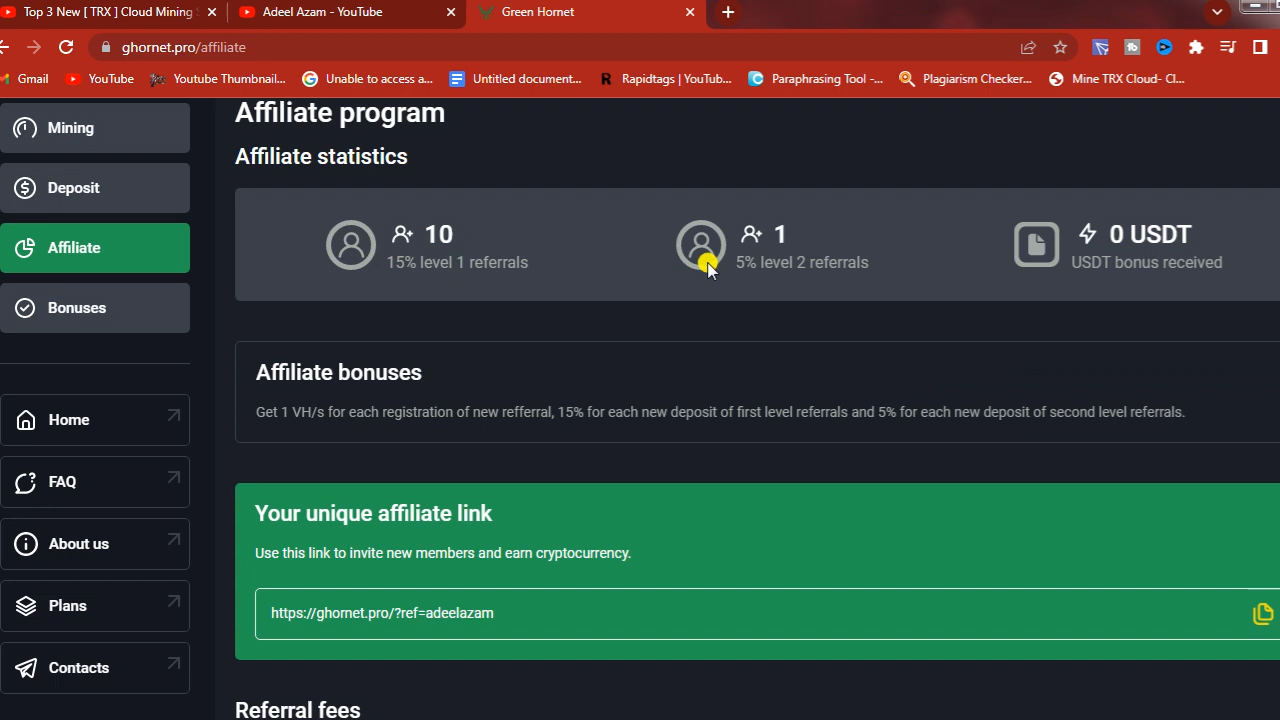 Top 3 New [ TRX ] Cloud Mining
Adeel Azam - YouTube
Green Hornet
ghornet.pro/affiliate
Gmail
YouTube
Youtube Thumbnail...
Unable to access a...
Untitled document...
Rapidtags | YouTub...
Paraphrasing Tool -...
Plagiarism Checker...
Mine TRX Cloud- Cl...
Mining
Deposit
Affiliate
Bonuses
Home
FAQ
About us
Plans
Contacts
Affiliate program
Affiliate statistics
10
15% level 1 referrals
1
5% level 2 referrals
0 USDT
USDT bonus received
Affiliate bonuses
Get 1 VH/s for each registration of new refferral, 15% for each new deposit of first level referrals and 5% for each new deposit of second level referrals.
Your unique affiliate link
Use this link to invite new members and earn cryptocurrency.
https://ghornet.pro/?ref=adeelazam
Referral fees